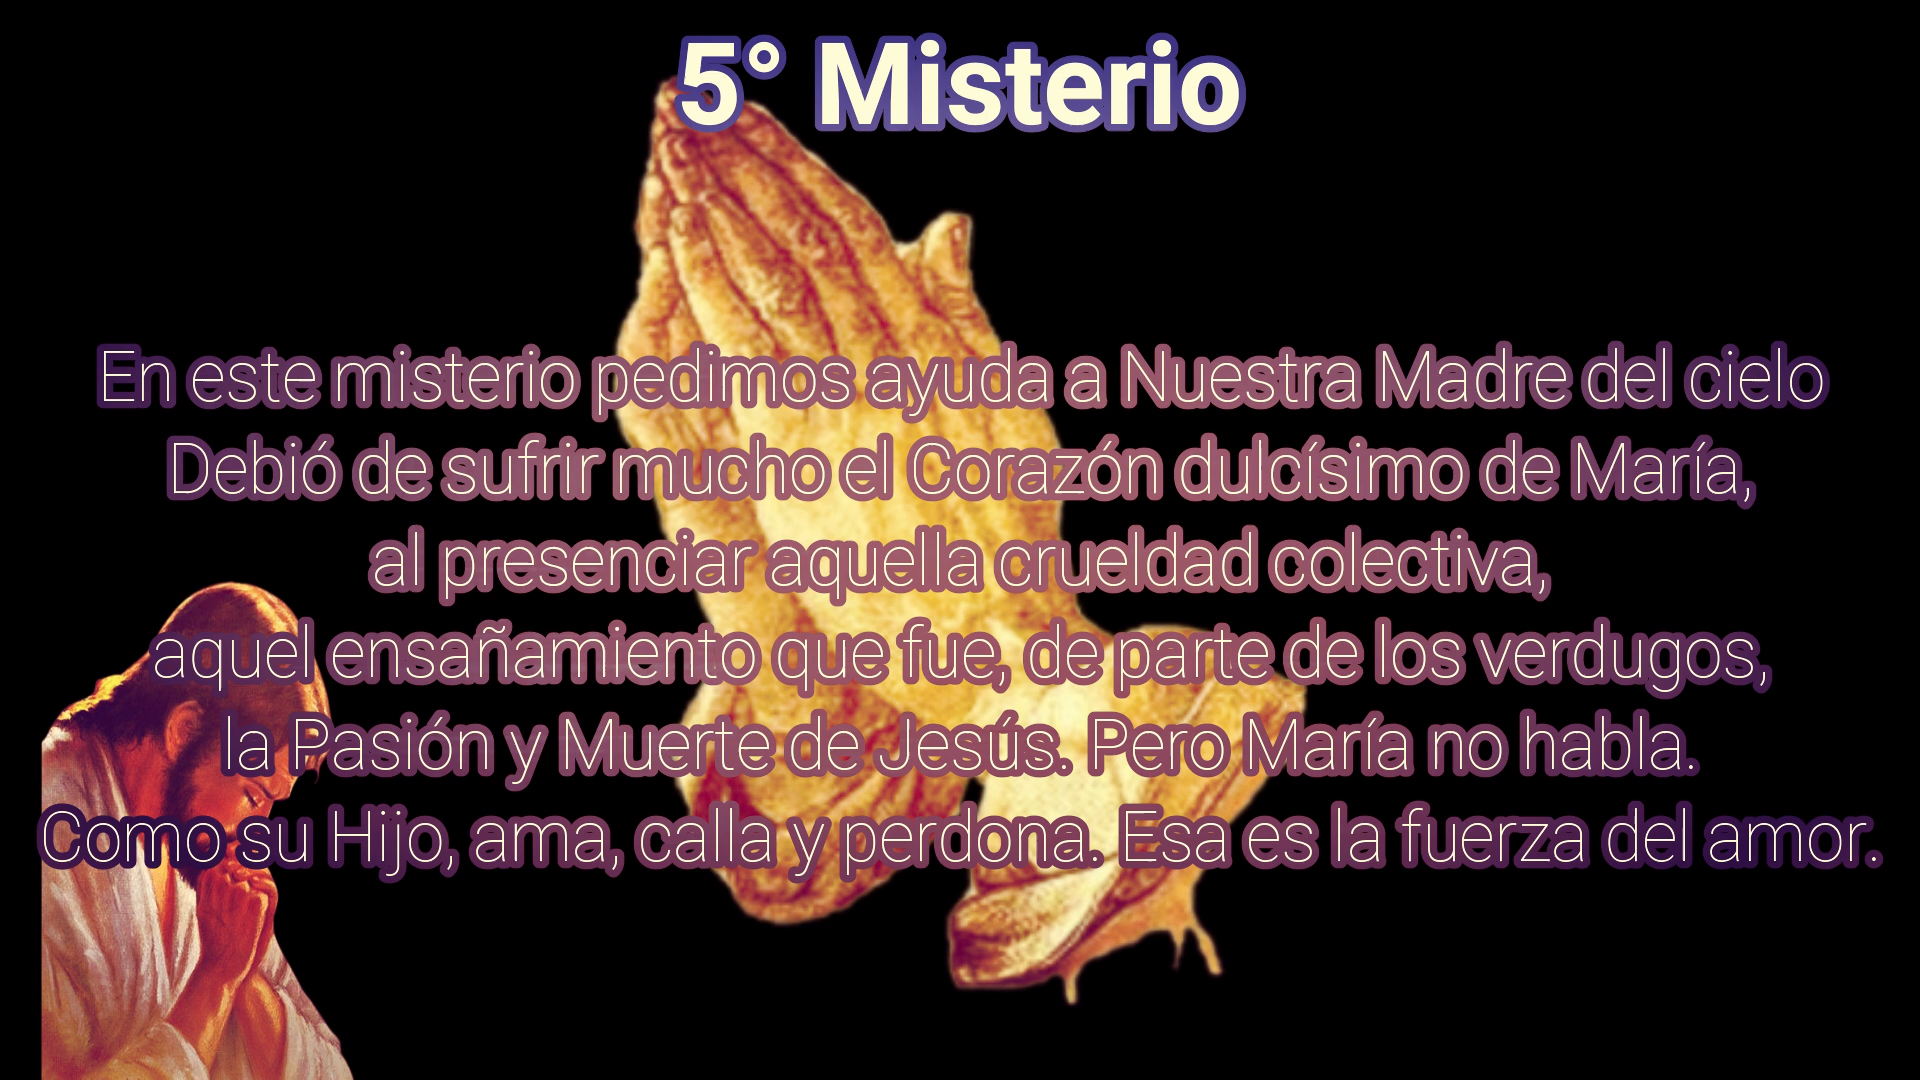 5° Misterio
En este misterio pedimos ayuda a Nuestra Madre del cielo
Debió de sufrir mucho el Corazón dulcísimo de María,
al presenciar aquella crueldad colectiva,
aquel ensañamiento que fue, de parte de los verdugos,
la Pasión y Muerte de Jesús. Pero María no habla.
Como su Hijo, ama, calla y perdona. Esa es la fuerza del amor.